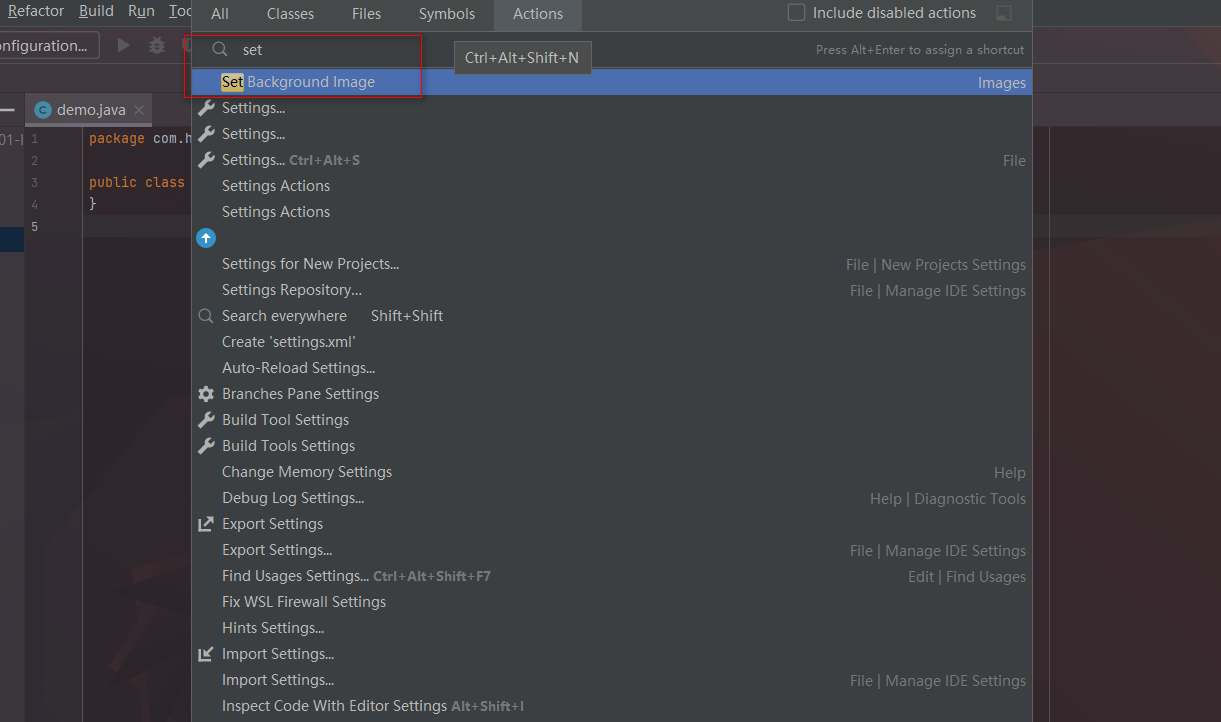 Refactor Build Run Too
All Classes Files Symbols Actions Include disabled actions
onfiguration...
set
Ctrl+Alt+Shift+N
Press Alt+Enter to assign a shortcut
Set Background Image Images
demo.java
Settings...
Settings...
Settings... Ctrl+Alt+S File
Settings Actions
Settings Actions
Settings for New Projects... File | New Projects Settings
Settings Repository... File | Manage IDE Settings
Search everywhere Shift+Shift
Create 'settings.xml'
Auto-Reload Settings...
Branches Pane Settings
Build Tool Settings
Build Tools Settings
Change Memory Settings Help
Debug Log Settings... Help | Diagnostic Tools
Export Settings
Export Settings... File | Manage IDE Settings
Find Usages Settings... Ctrl+Alt+Shift+F7 Edit | Find Usages
Fix WSL Firewall Settings
Hints Settings...
Import Settings...
Import Settings... File | Manage IDE Settings
Inspect Code With Editor Settings Alt+Shift+I
1 package com.h
2
3 public class
4 }
5